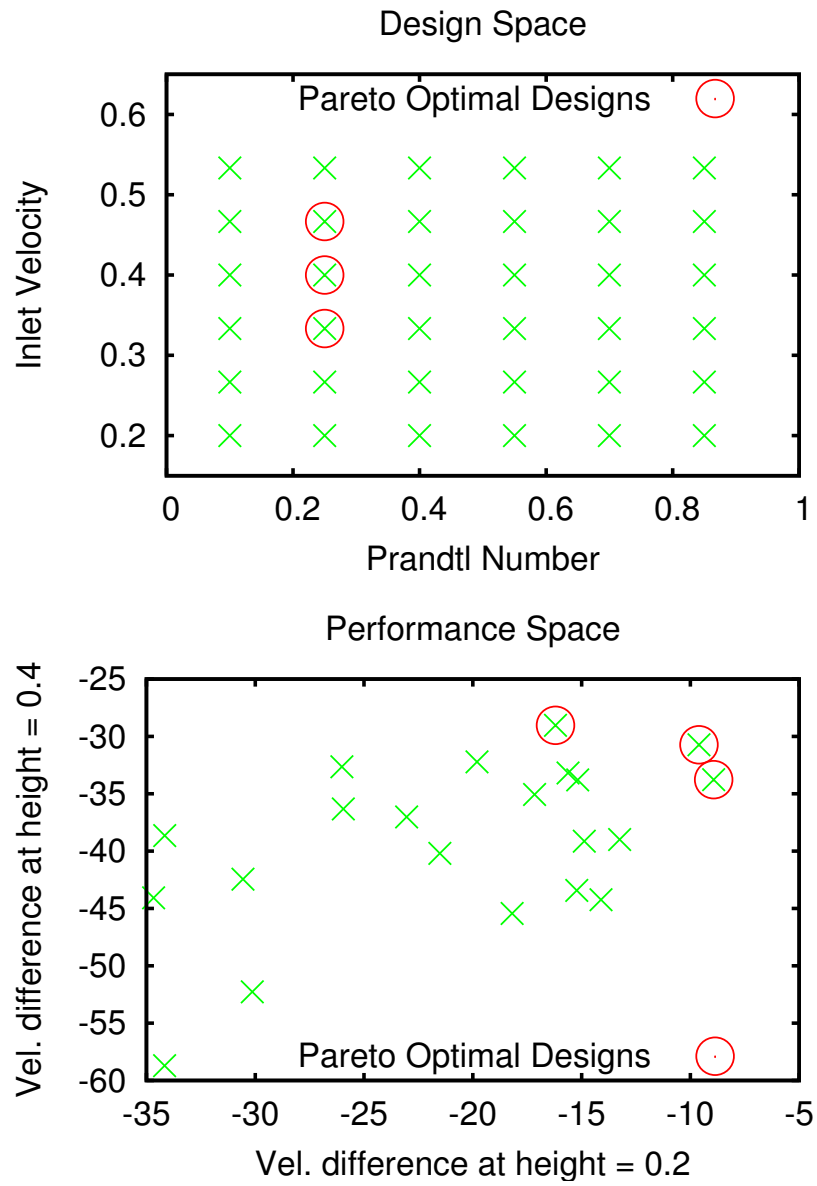 Design Space
Pareto Optimal Designs
0.6
0.5
0.4
0.3
0.2
Inlet Velocity
0 0.2 0.4 0.6 0.8 1
Prandtl Number
Performance Space
-25
-30
-35
-40
-45
-50
-55
-60
Vel. difference at height = 0.4
Pareto Optimal Designs
-35 -30 -25 -20 -15 -10 -5
Vel. difference at height = 0.2